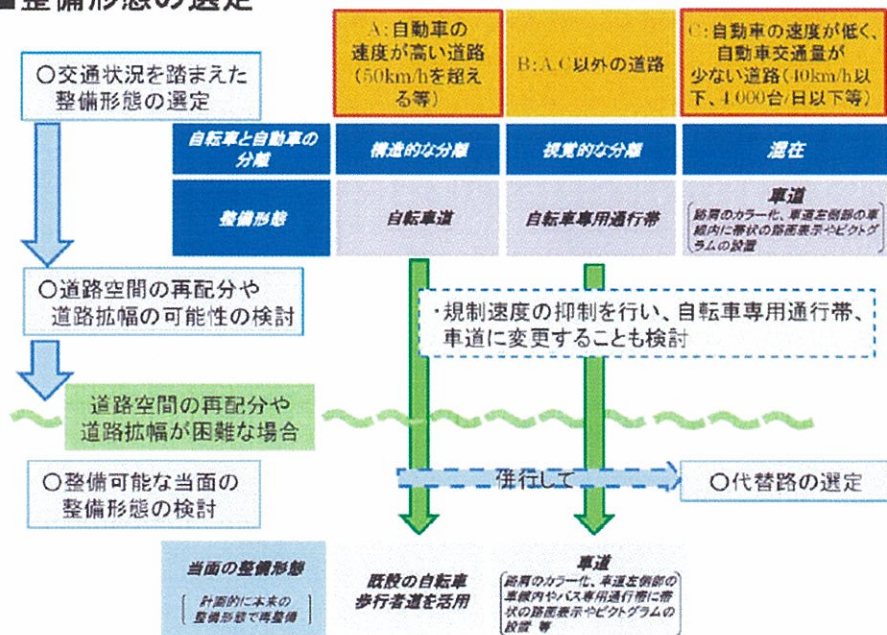 ■整備形態の選定
○交通状況を踏まえた
整備形態の選定
A:自動車の
速度が高い道路
(50km/hを超え
る等)
B:A,C以外の道路
C:自動車の速度が低く、
自動車交通量が
少ない道路(40km/h以
下、4,000台/日以下等)
自転車と自動車の
分離
構造的な分離
視覚的な分離
混在
整備形態
自転車道
自転車専用通行帯
車道
路肩のカラー化、車道左側部の車
線内に帯状の路面表示やピクトグ
ラムの設置
○道路空間の再配分や
道路拡幅の可能性の検討
・規制速度の抑制を行い、自転車専用通行帯、
車道に変更することも検討
道路空間の再配分や
道路拡幅が困難な場合
○整備可能な当面の
整備形態の検討
併行して
○代替路の選定
当面の整備形態
計画的に本来の
整備形態で再整備
既設の自転車
歩行者道を活用
車道
路肩のカラー化、車道左側部の
車線内やバス専用通行帯に帯
状の路面表示やピクトグラムの
設置 等